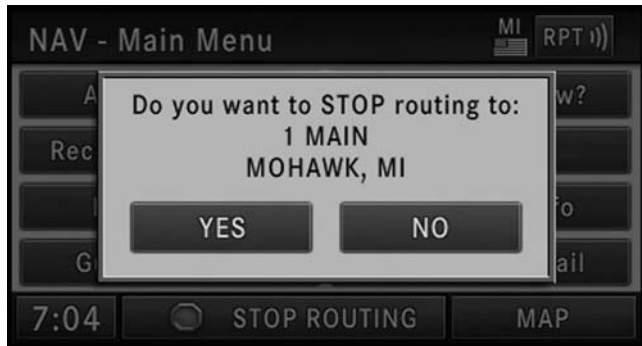 NAV - Main Menu
MI
RPT
Do you want to STOP routing to:
1 MAIN
MOHAWK, MI
YES
NO
7:04
STOP ROUTING
MAP